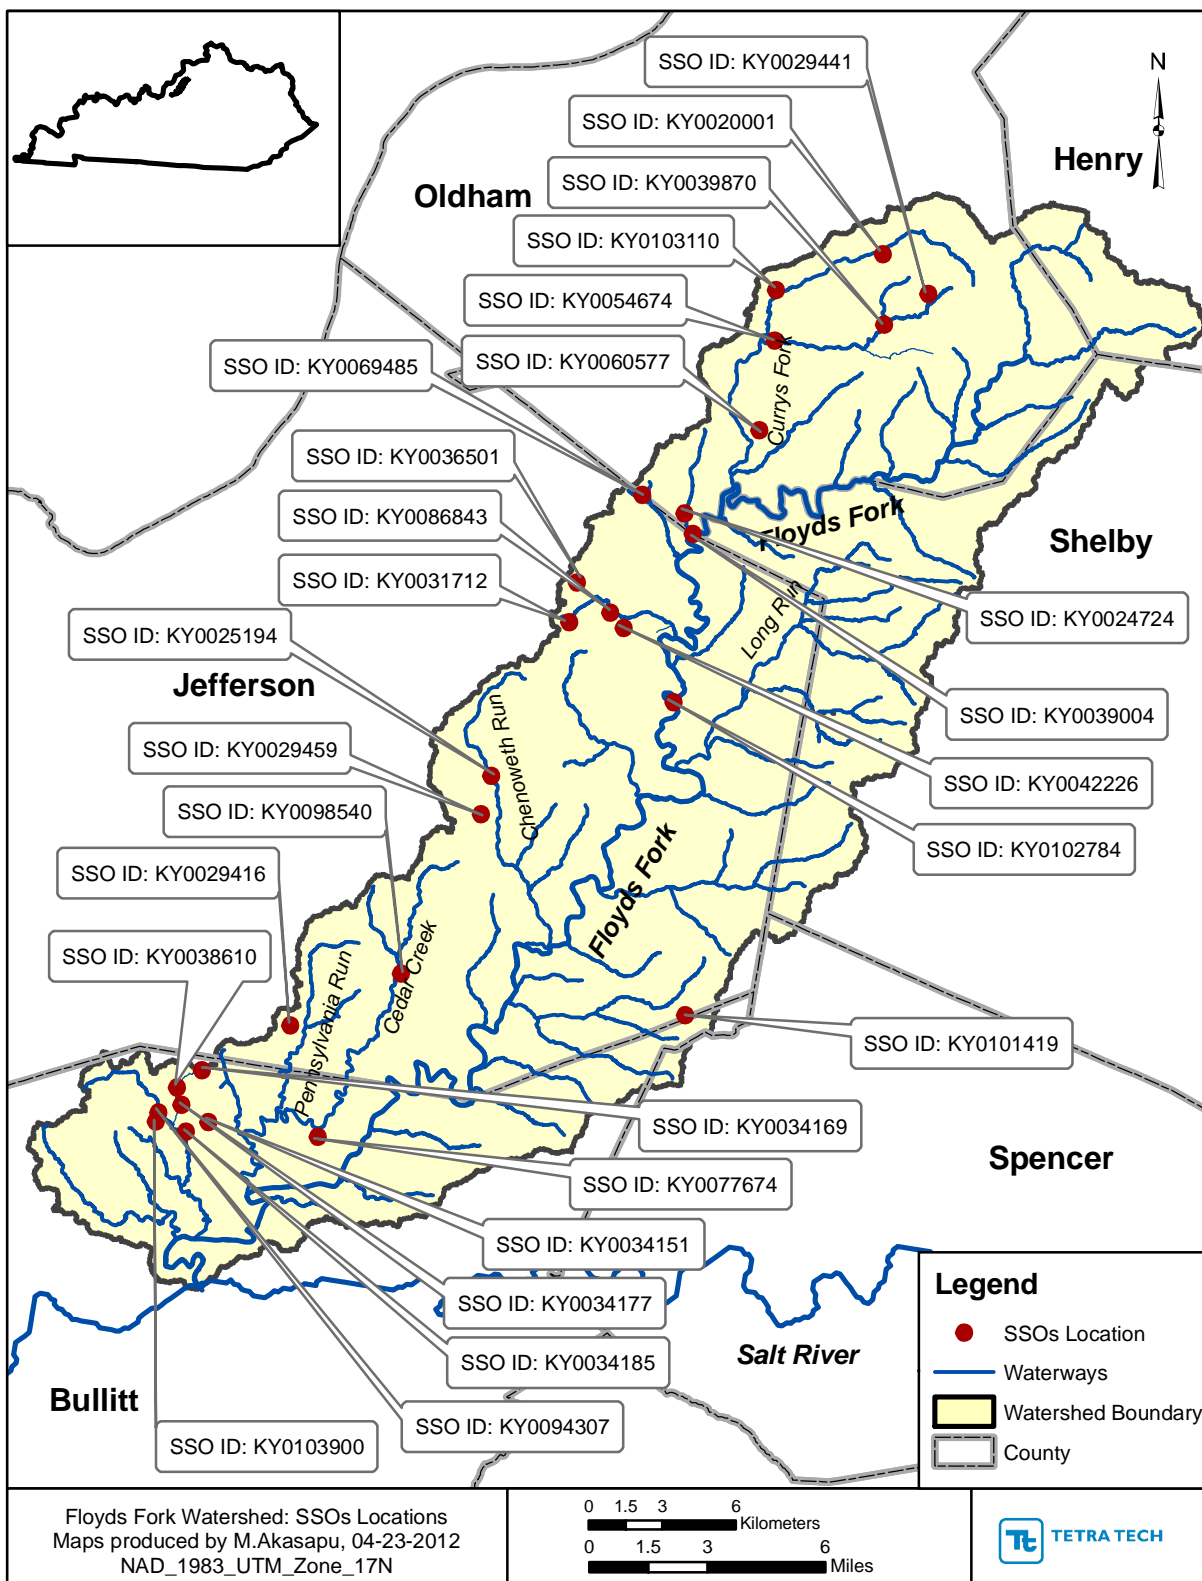 SSO ID: KY0029441
N
SSO ID: KY0020001
Henry
SSO ID: KY0039870
Oldham
SSO ID: KY0103110
SSO ID: KY0054674
SSO ID: KY0069485
SSO ID: KY0060577
Currys Fork
SSO ID: KY0036501
SSO ID: KY0086843
Floyds Fork
Shelby
SSO ID: KY0031712
SSO ID: KY0024724
Long Run
SSO ID: KY0025194
Jefferson
SSO ID: KY0039004
SSO ID: KY0029459
Chenoweth Run
SSO ID: KY0042226
SSO ID: KY0098540
SSO ID: KY0102784
SSO ID: KY0029416
Floyds Fork
SSO ID: KY0038610
Cedar Creek
Pennsylvania Run
SSO ID: KY0101419
SSO ID: KY0034169
Spencer
SSO ID: KY0077674
SSO ID: KY0034151
SSO ID: KY0034177
SSO ID: KY0034185
Salt River
Bullitt
SSO ID: KY0094307
SSO ID: KY0103900
Legend
SSOs Location
Waterways
Watershed Boundary
County
Floyds Fork Watershed: SSOs Locations
Maps produced by M.Akasapu, 04-23-2012
NAD_1983_UTM_Zone_17N
0 1.5 3 6
Kilometers
0 1.5 3 6
Miles
Tt TETRA TECH